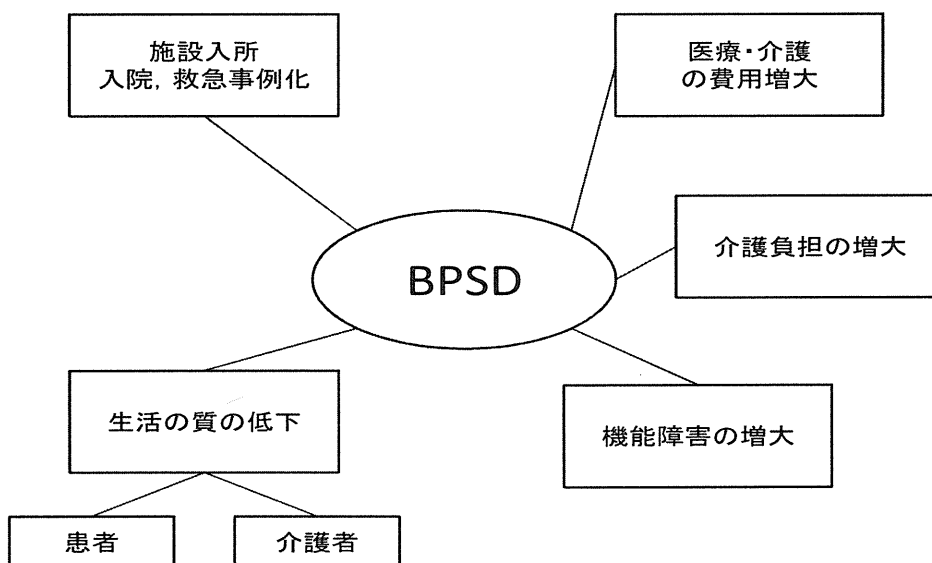 施設入所
入院, 救急事例化
医療・介護
の費用増大
介護負担の増大
BPSD
生活の質の低下
機能障害の増大
患者
介護者